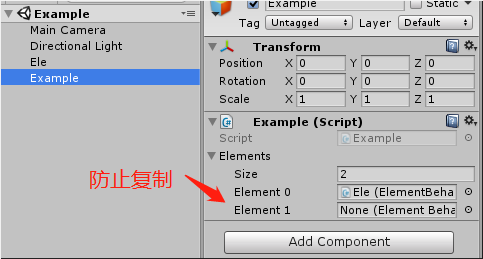 Example
Main Camera
Directional Light
Ele
Example
Example
Static
Tag Untagged Layer Default
Transform
Position X 0 Y 0 Z 0
Rotation X 0 Y 0 Z 0
Scale X 1 Y 1 Z 1
Example (Script)
Script Example
Elements
Size 2
Element 0 Ele (ElementBeha
防止复制
Element 1 None (Element Beha
Add Component